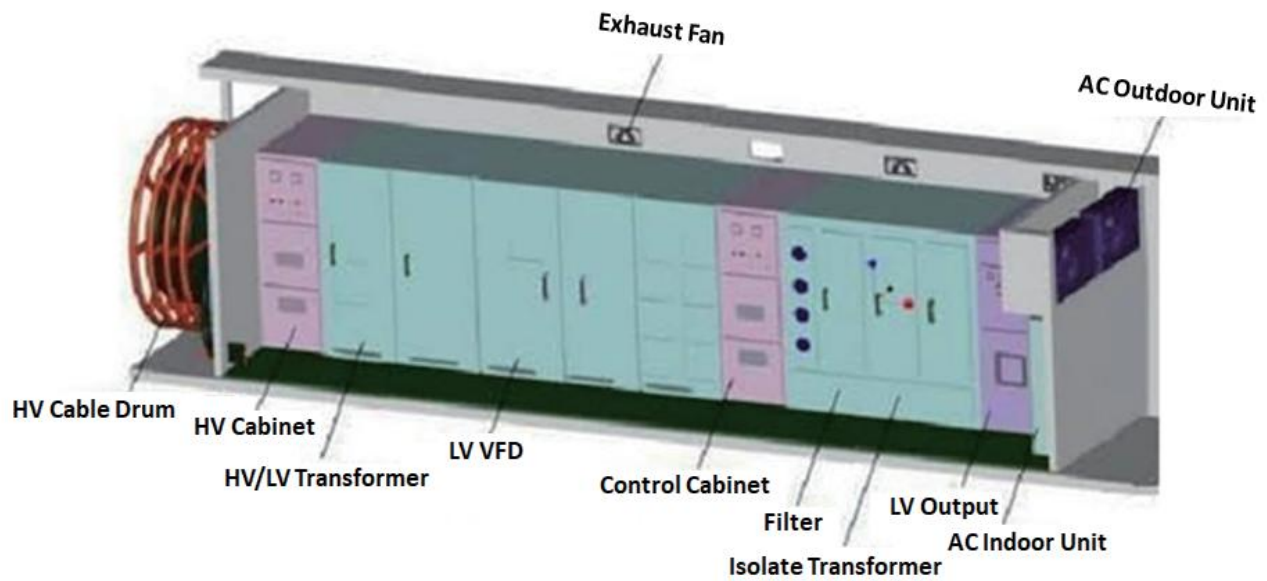 Exhaust Fan
AC Outdoor Unit
HV Cable Drum
HV Cabinet
HV/LV Transformer
LV VFD
Control Cabinet
Filter
Isolate Transformer
LV Output
AC Indoor Unit